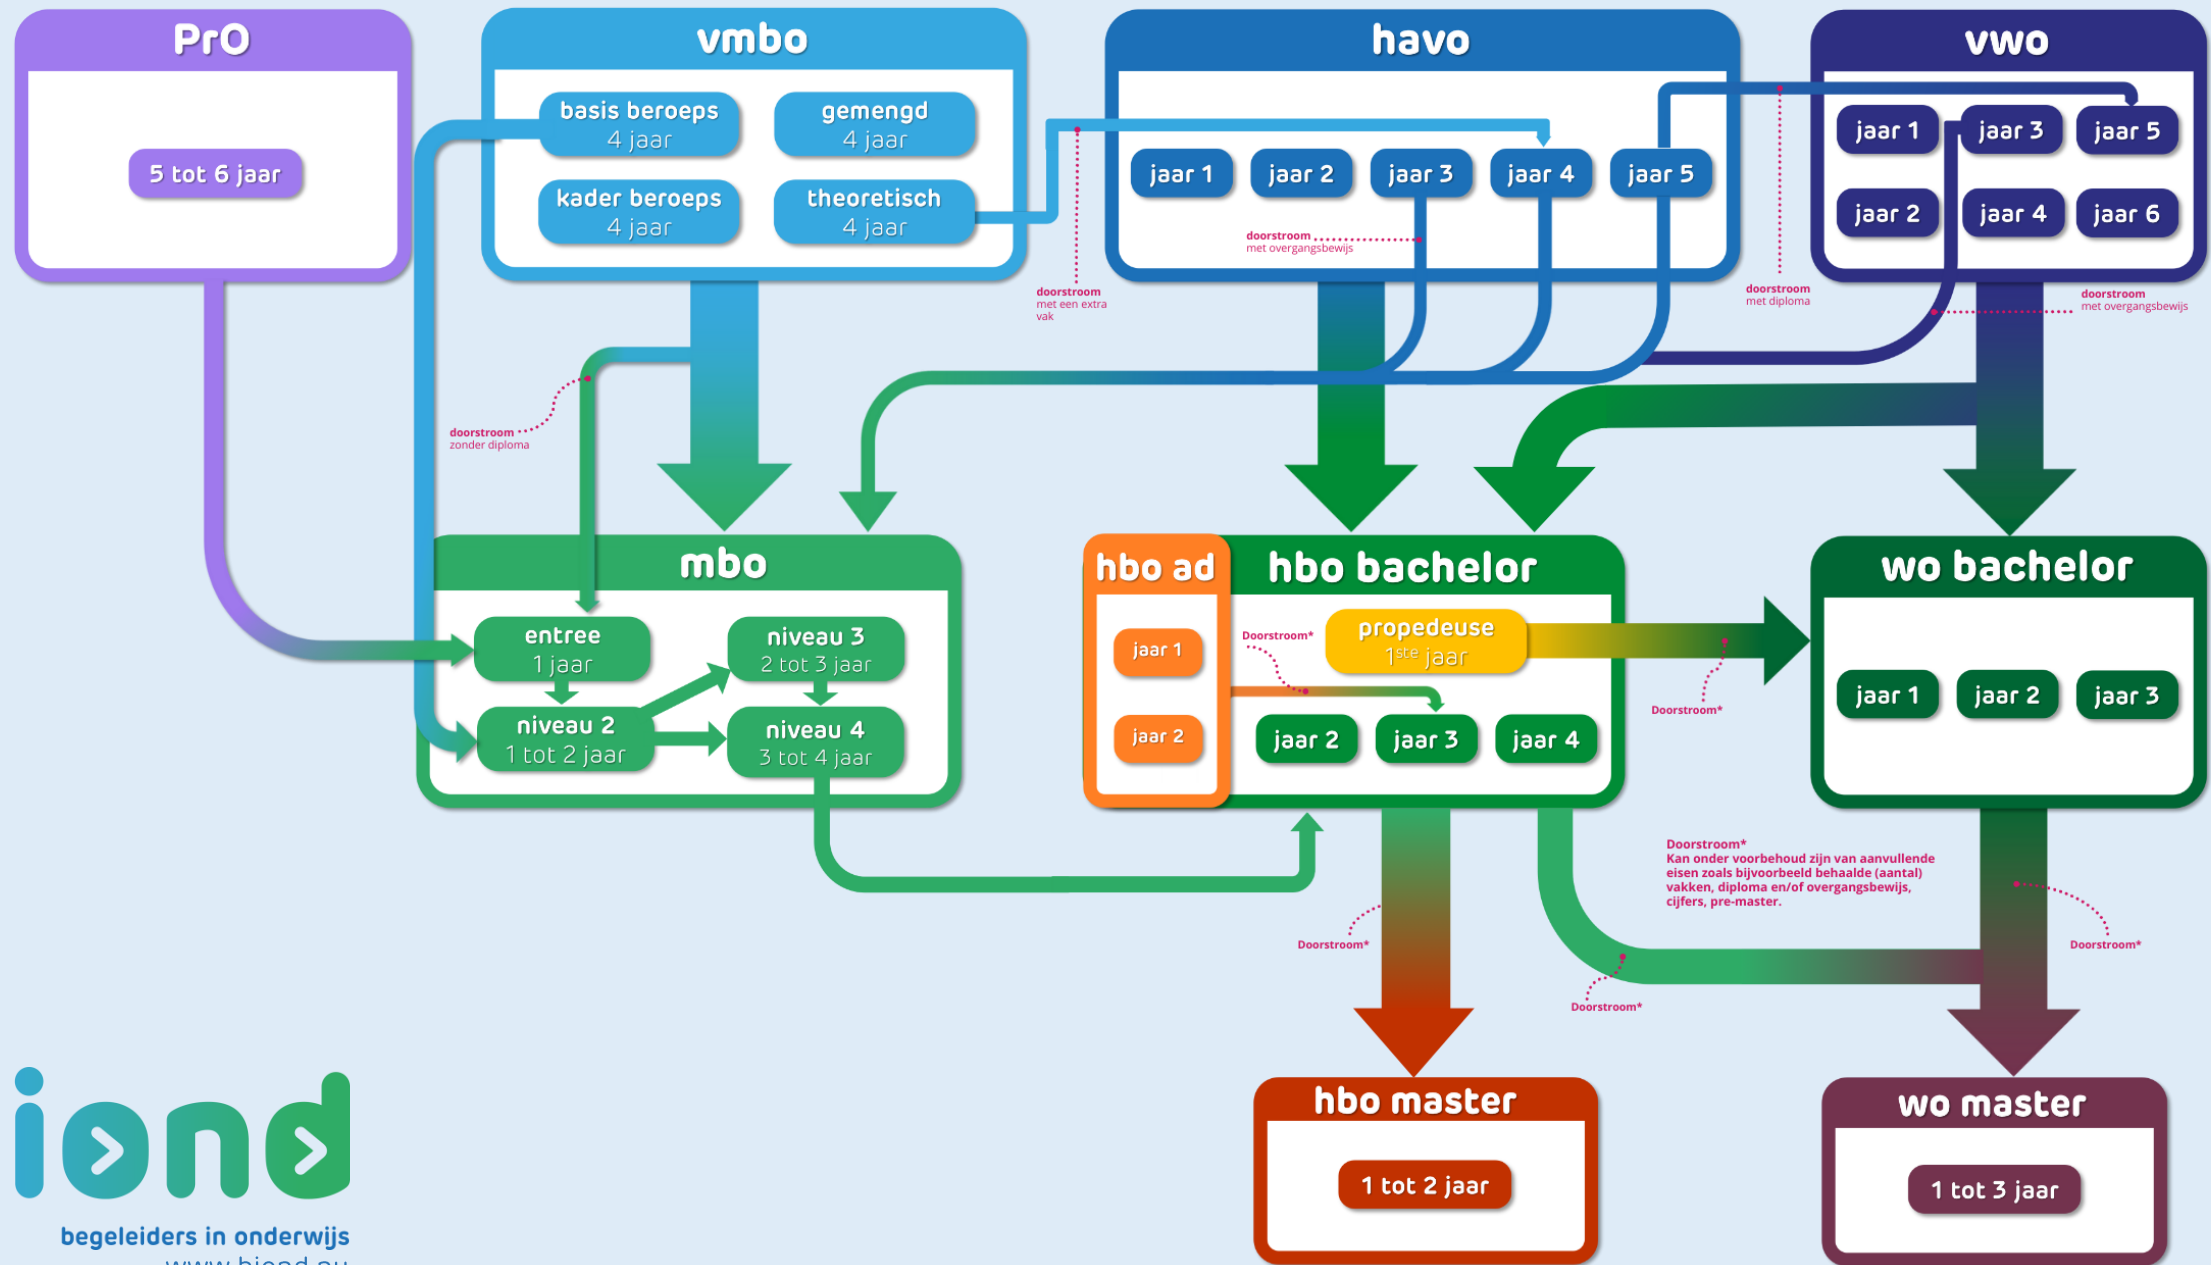 PrO
5 tot 6 jaar
vmbo
basis beroeps
4 jaar
gemengd
4 jaar
kader beroeps
4 jaar
theoretisch
4 jaar
havo
jaar 1
jaar 2
jaar 3
jaar 4
jaar 5
doorstroom
met overgangsbewijs
doorstroom
met een extra
vak
vwo
jaar 1
jaar 3
jaar 5
jaar 2
jaar 4
jaar 6
doorstroom
met diploma
doorstroom
met overgangsbewijs
doorstroom
zonder diploma
mbo
entree
1 jaar
niveau 3
2 tot 3 jaar
niveau 2
1 tot 2 jaar
niveau 4
3 tot 4 jaar
hbo ad
jaar 1
jaar 2
hbo bachelor
Doorstroom*
propedeuse
1ste jaar
jaar 2
jaar 3
jaar 4
Doorstroom*
wo bachelor
jaar 1
jaar 2
jaar 3
Doorstroom*
Kan onder voorbehoud zijn van aanvullende
eisen zoals bijvoorbeeld behaalde (aantal)
vakken, diploma en/of overgangsbewijs,
cijfers, pre-master.
Doorstroom*
Doorstroom*
Doorstroom*
hbo master
1 tot 2 jaar
wo master
1 tot 3 jaar
iond
begeleiders in onderwijs